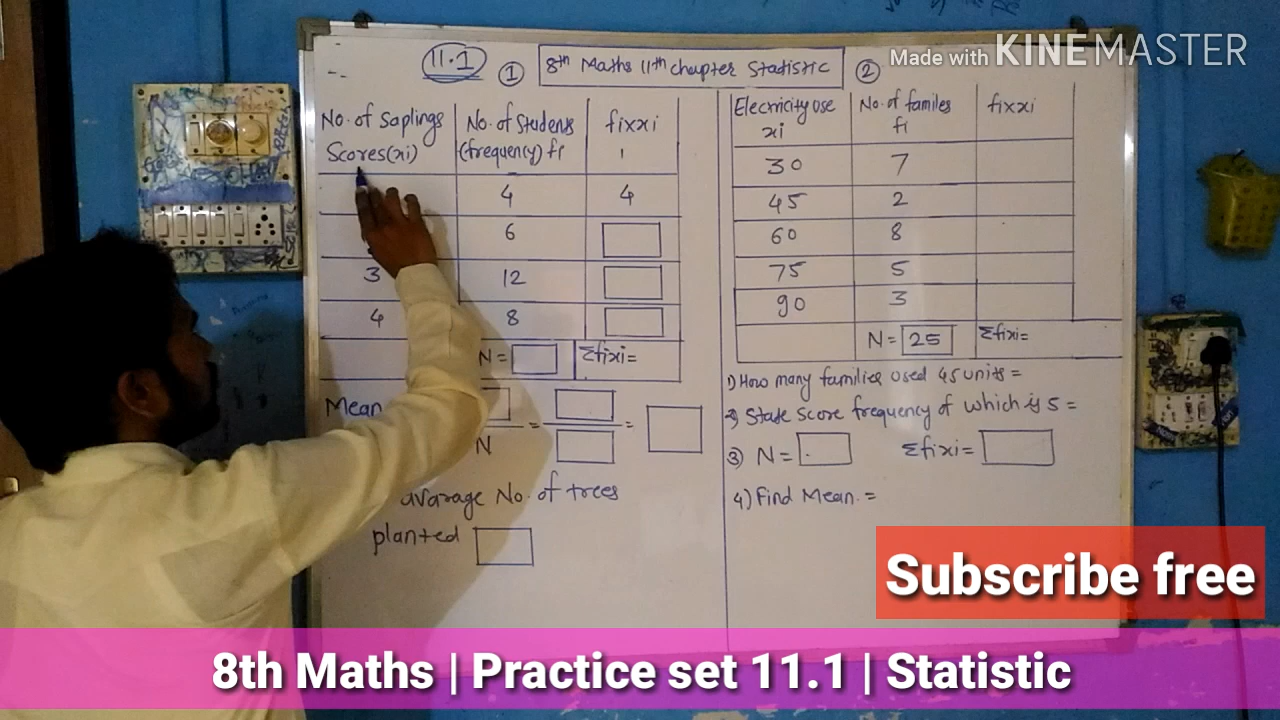 Made with KINEMASTER
11.1
① 8th Maths 11th chapter Statistic ②
No. of Saplings Scores(xi) | No. of Students (frequency) fi | fixxi
4 | 4
6
3 | 12
4 | 8
N = | Σfixi =
Mean
N
= =
avarage No. of trees
planted
Electricity use xi | No. of familes fi | fixxi
30 | 7
45 | 2
60 | 8
75 | 5
90 | 3
N = 25 | Σfixi =
1) How many families used 45 units =
2) State score frequency of which is 5 =
③ N = Σfixi =
4) Find Mean. =
Subscribe free
8th Maths | Practice set 11.1 | Statistic